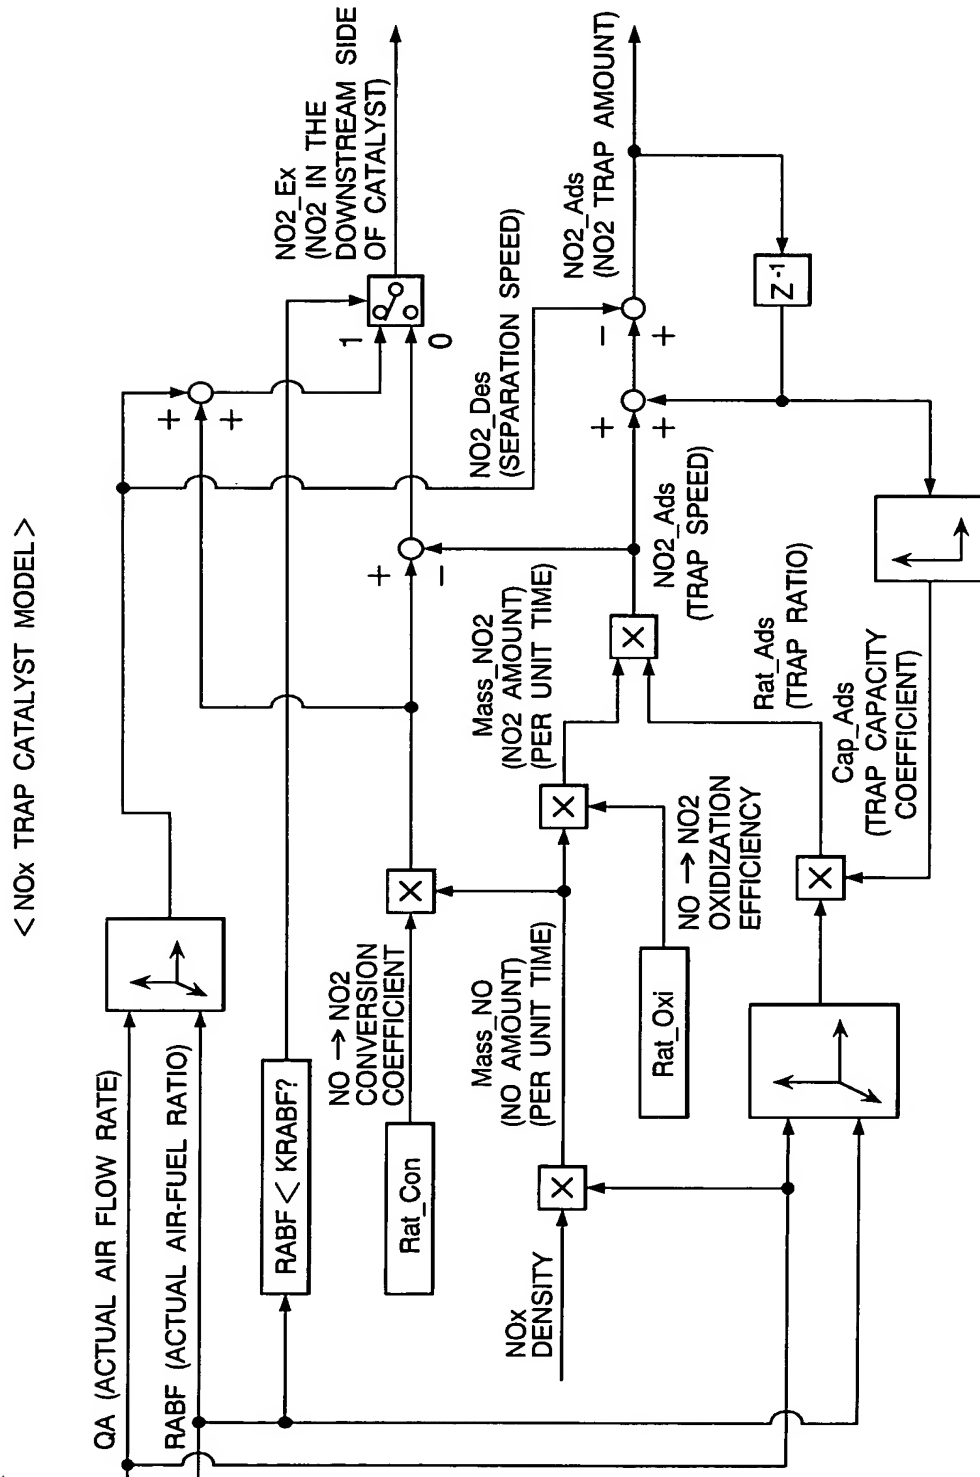 <NOx TRAP CATALYST MODEL>
QA (ACTUAL AIR FLOW RATE)
RABF (ACTUAL AIR-FUEL RATIO)
RABF < KRABF?
+
+
1
0
NO2_Ex
(NO2 IN THE
DOWNSTREAM SIDE
OF CATALYST)
NO → NO2
CONVERSION
COEFFICIENT
Rat_Con
×
+
-
NO2_Des
(SEPARATION SPEED)
NOx
DENSITY
×
Mass_NO
(NO AMOUNT)
(PER UNIT TIME)
×
Mass_NO2
(NO2 AMOUNT)
(PER UNIT TIME)
×
NO2_Ads
(TRAP SPEED)
+
+
-
+
NO2_Ads
(NO2 TRAP AMOUNT)
Rat_Oxi
NO → NO2
OXIDIZATION
EFFICIENCY
Rat_Ads
(TRAP RATIO)
Z⁻¹
×
Cap_Ads
(TRAP CAPACITY
COEFFICIENT)